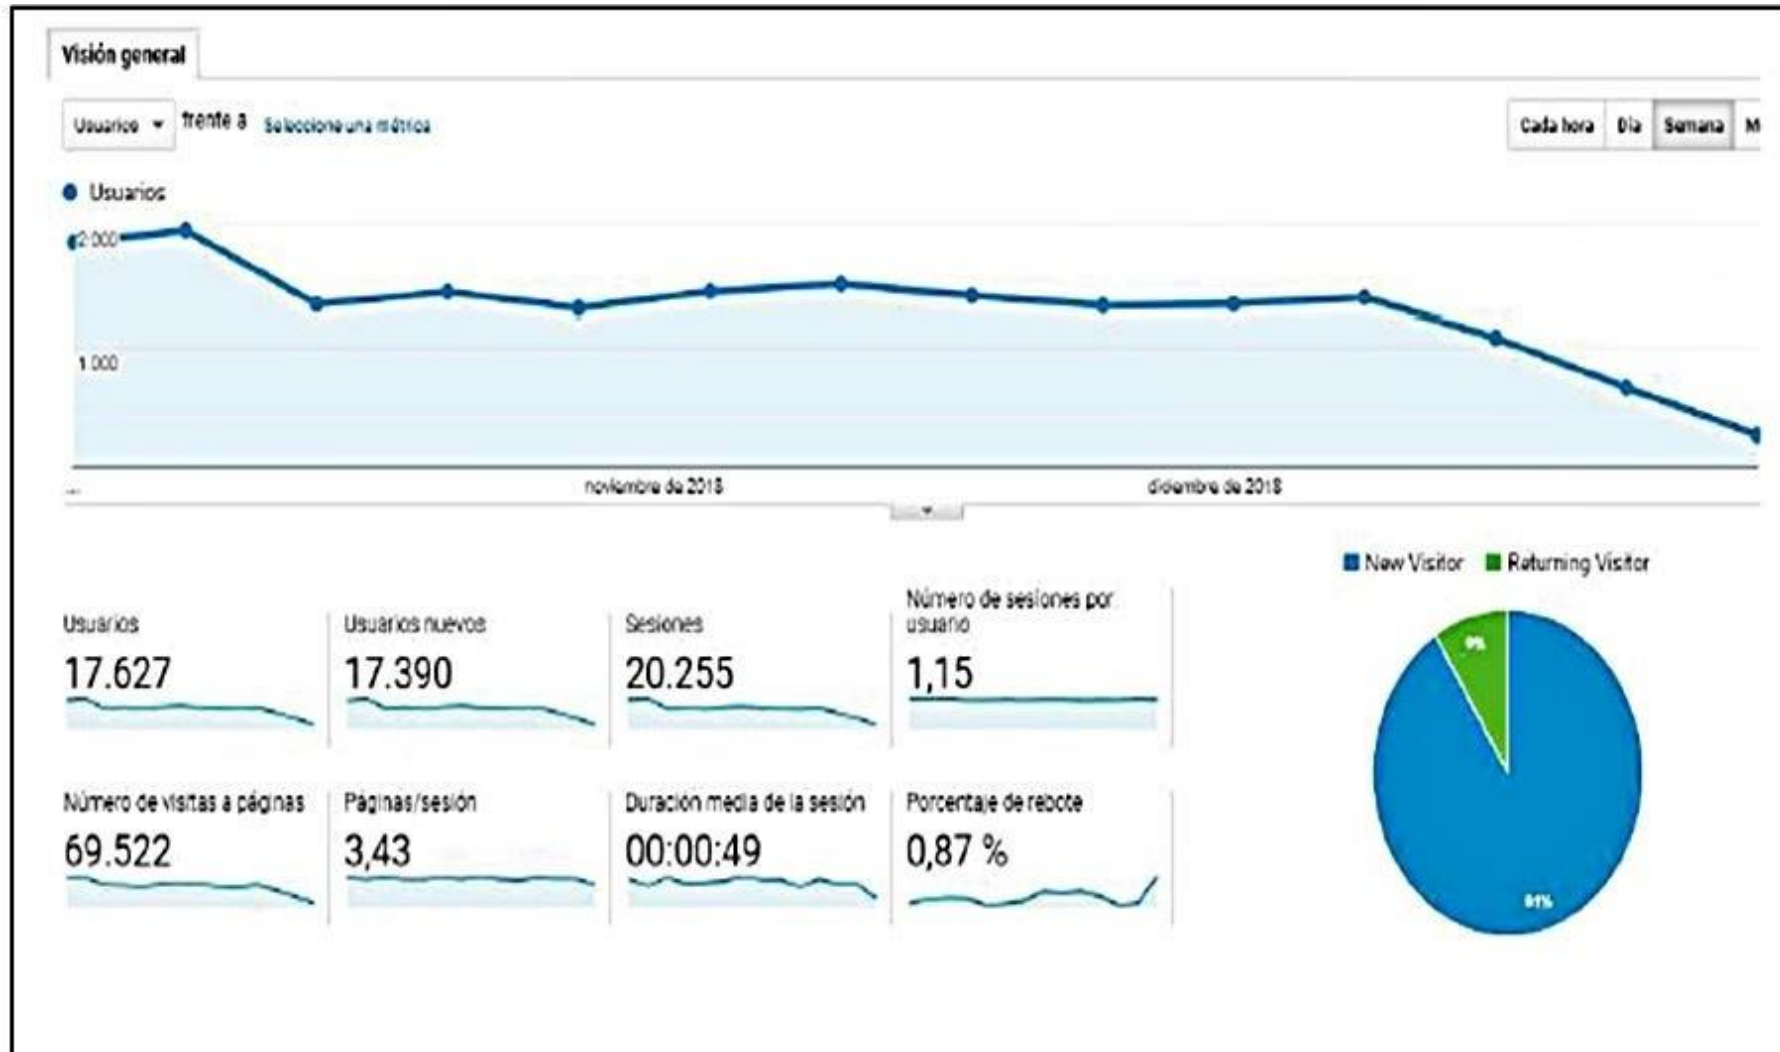 Visión general
Usuarios frente a Seleccione una métrica
Cada hora Día Semana M
Usuarios
2 000
1 000
...
noviembre de 2018 diciembre de 2018
New Visitor Returning Visitor
Usuarios
17.627
Usuarios nuevos
17.390
Sesiones
20.255
Número de sesiones por
usuario
1,15
Número de visitas a páginas
69.522
Páginas/sesión
3,43
Duración media de la sesión
00:00:49
Porcentaje de rebote
0,87 %
9%
91%